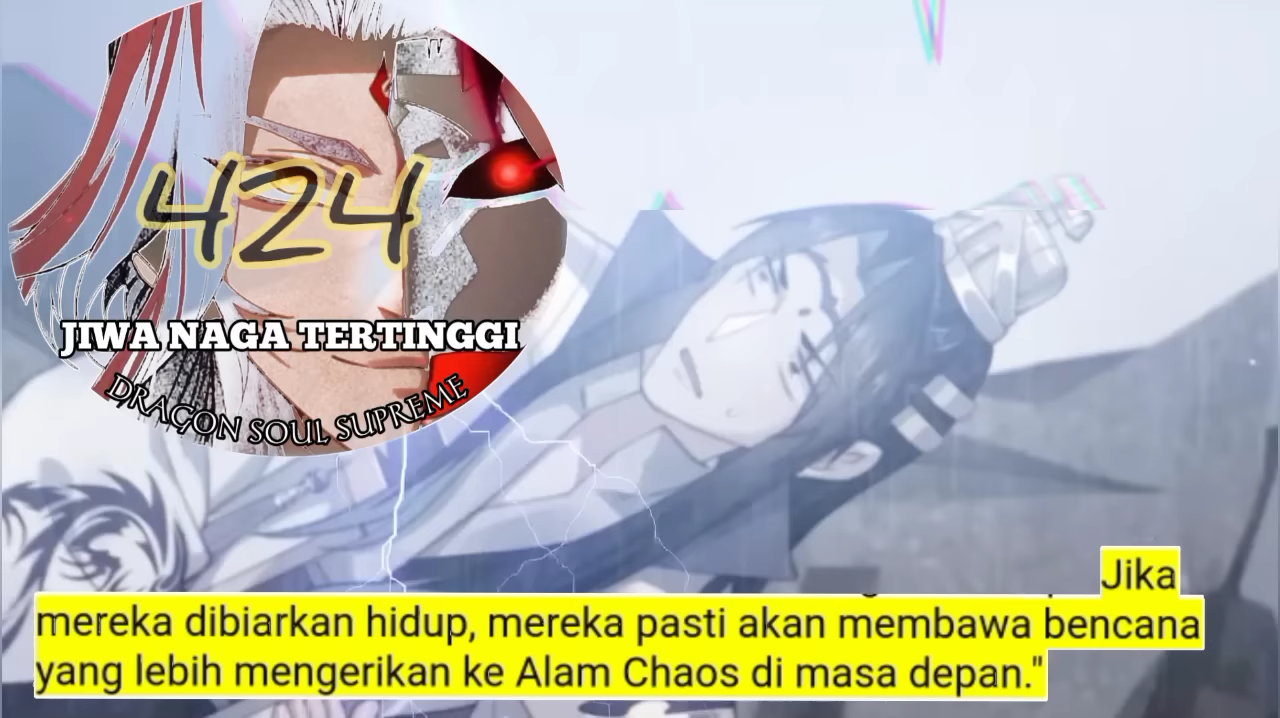 424
JIWA NAGA TERTINGGI
DRAGON SOUL SUPREME
Jika
mereka dibiarkan hidup, mereka pasti akan membawa bencana
yang lebih mengerikan ke Alam Chaos di masa depan."